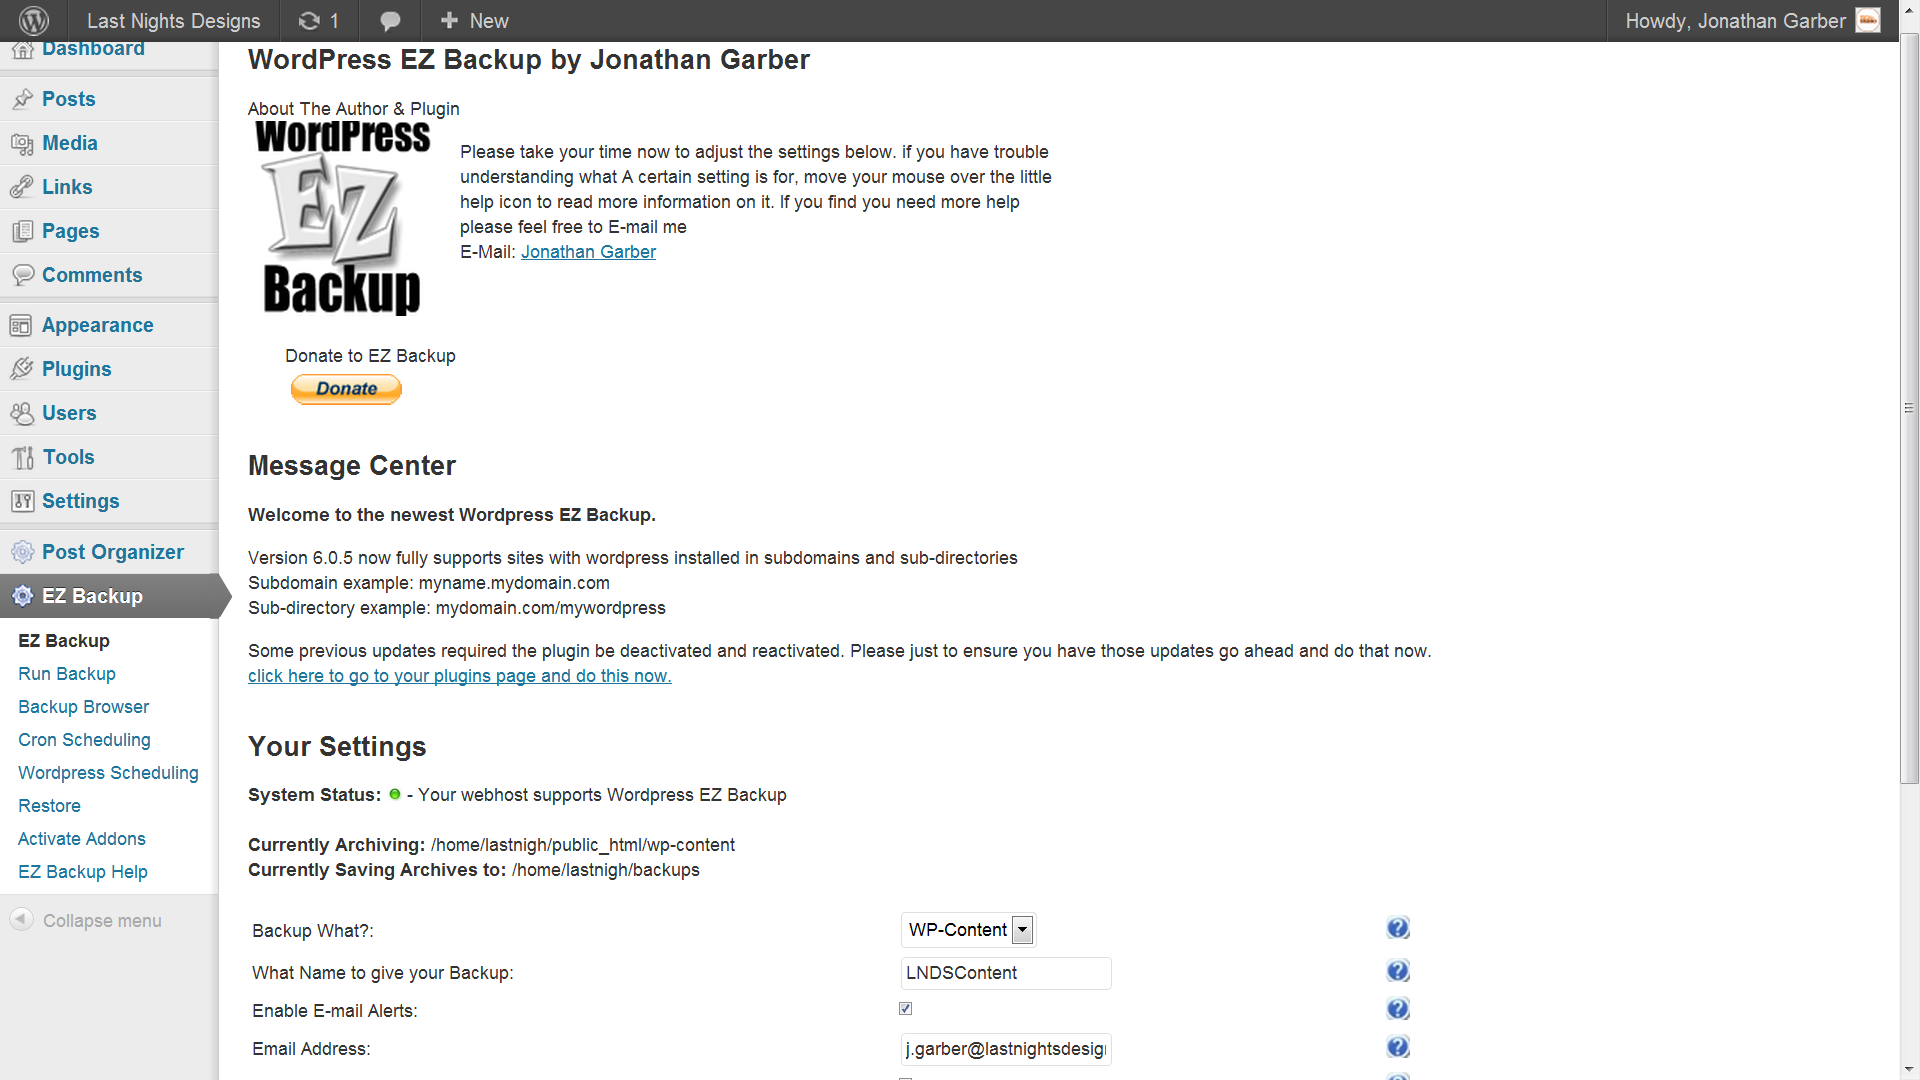 Last Nights Designs
1
New
Howdy, Jonathan Garber
Dashboard
Posts
Media
Links
Pages
Comments
Appearance
Plugins
Users
Tools
Settings
Post Organizer
EZ Backup
EZ Backup
Run Backup
Backup Browser
Cron Scheduling
Wordpress Scheduling
Restore
Activate Addons
EZ Backup Help
Collapse menu
WordPress EZ Backup by Jonathan Garber
About The Author & Plugin
WordPress
EZ
Backup
Please take your time now to adjust the settings below. if you have trouble
understanding what A certain setting is for, move your mouse over the little
help icon to read more information on it. If you find you need more help
please feel free to E-mail me
E-Mail: Jonathan Garber
Donate to EZ Backup
Donate
Message Center
Welcome to the newest Wordpress EZ Backup.
Version 6.0.5 now fully supports sites with wordpress installed in subdomains and sub-directories
Subdomain example: myname.mydomain.com
Sub-directory example: mydomain.com/mywordpress
Some previous updates required the plugin be deactivated and reactivated. Please just to ensure you have those updates go ahead and do that now.
click here to go to your plugins page and do this now.
Your Settings
System Status: - Your webhost supports Wordpress EZ Backup
Currently Archiving: /home/lastnigh/public_html/wp-content
Currently Saving Archives to: /home/lastnigh/backups
Backup What?: WP-Content ?
What Name to give your Backup: LNDSContent ?
Enable E-mail Alerts: ?
Email Address: j.garber@lastnightsdesign ?